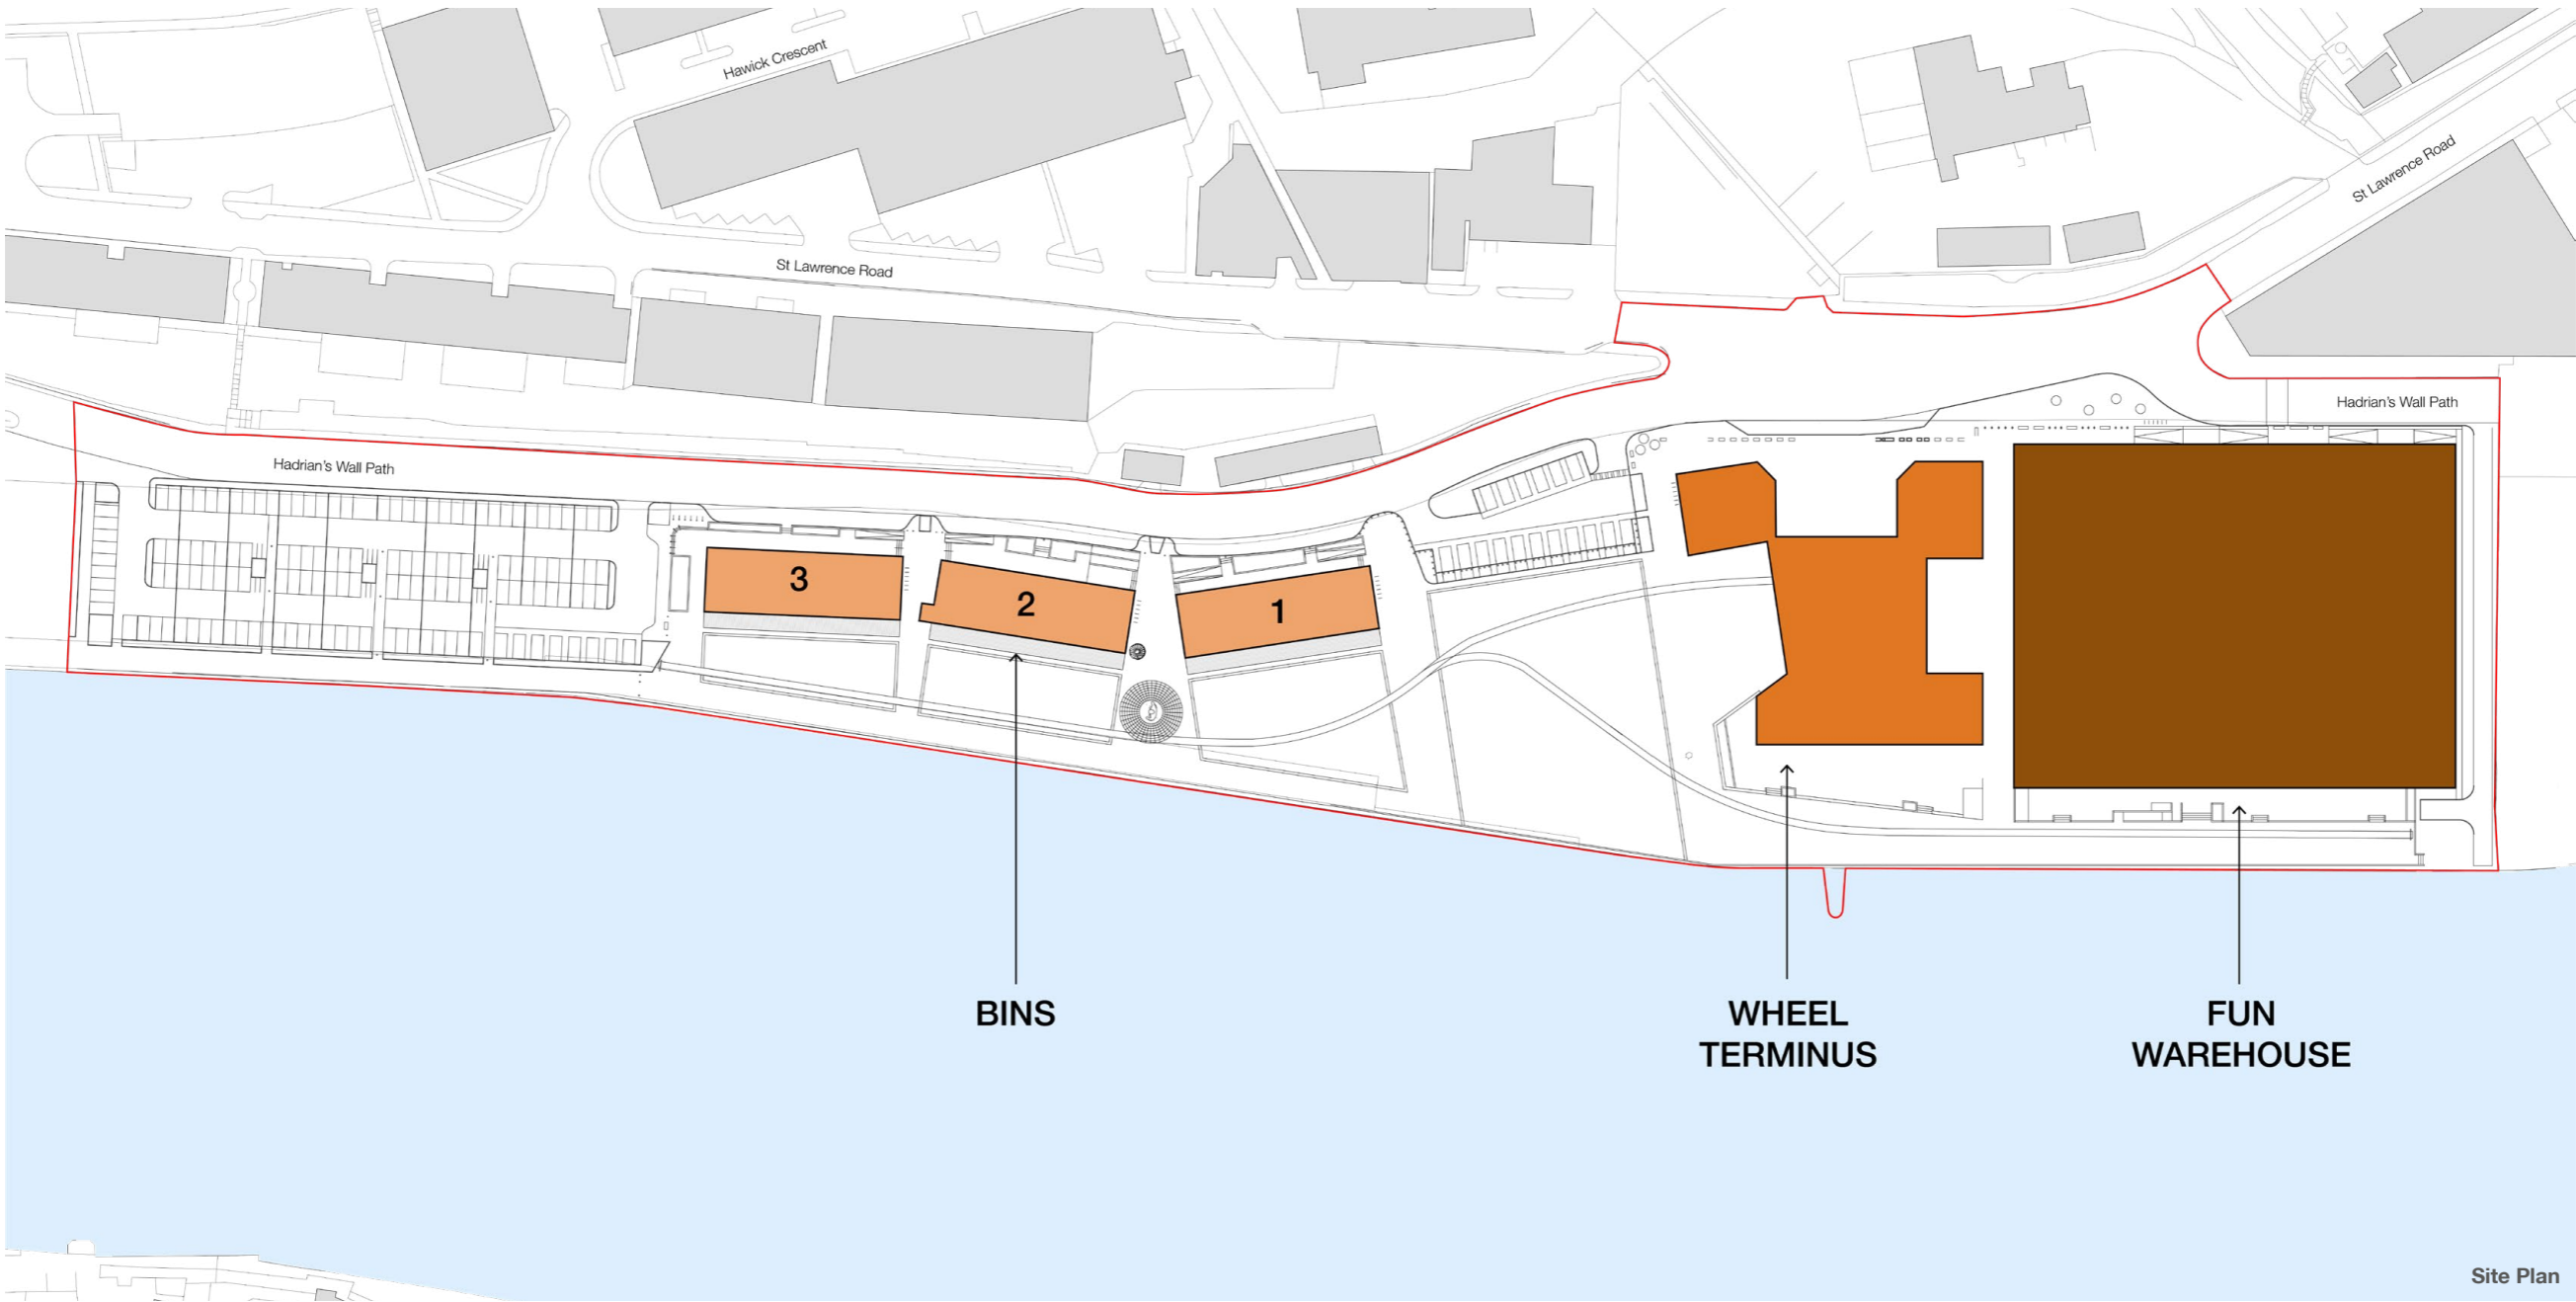 Hawick Crescent
St Lawrence Road
St Lawrence Road
Hadrian's Wall Path
Hadrian's Wall Path
3
2
1
BINS
WHEEL
TERMINUS
FUN
WAREHOUSE
Site Plan